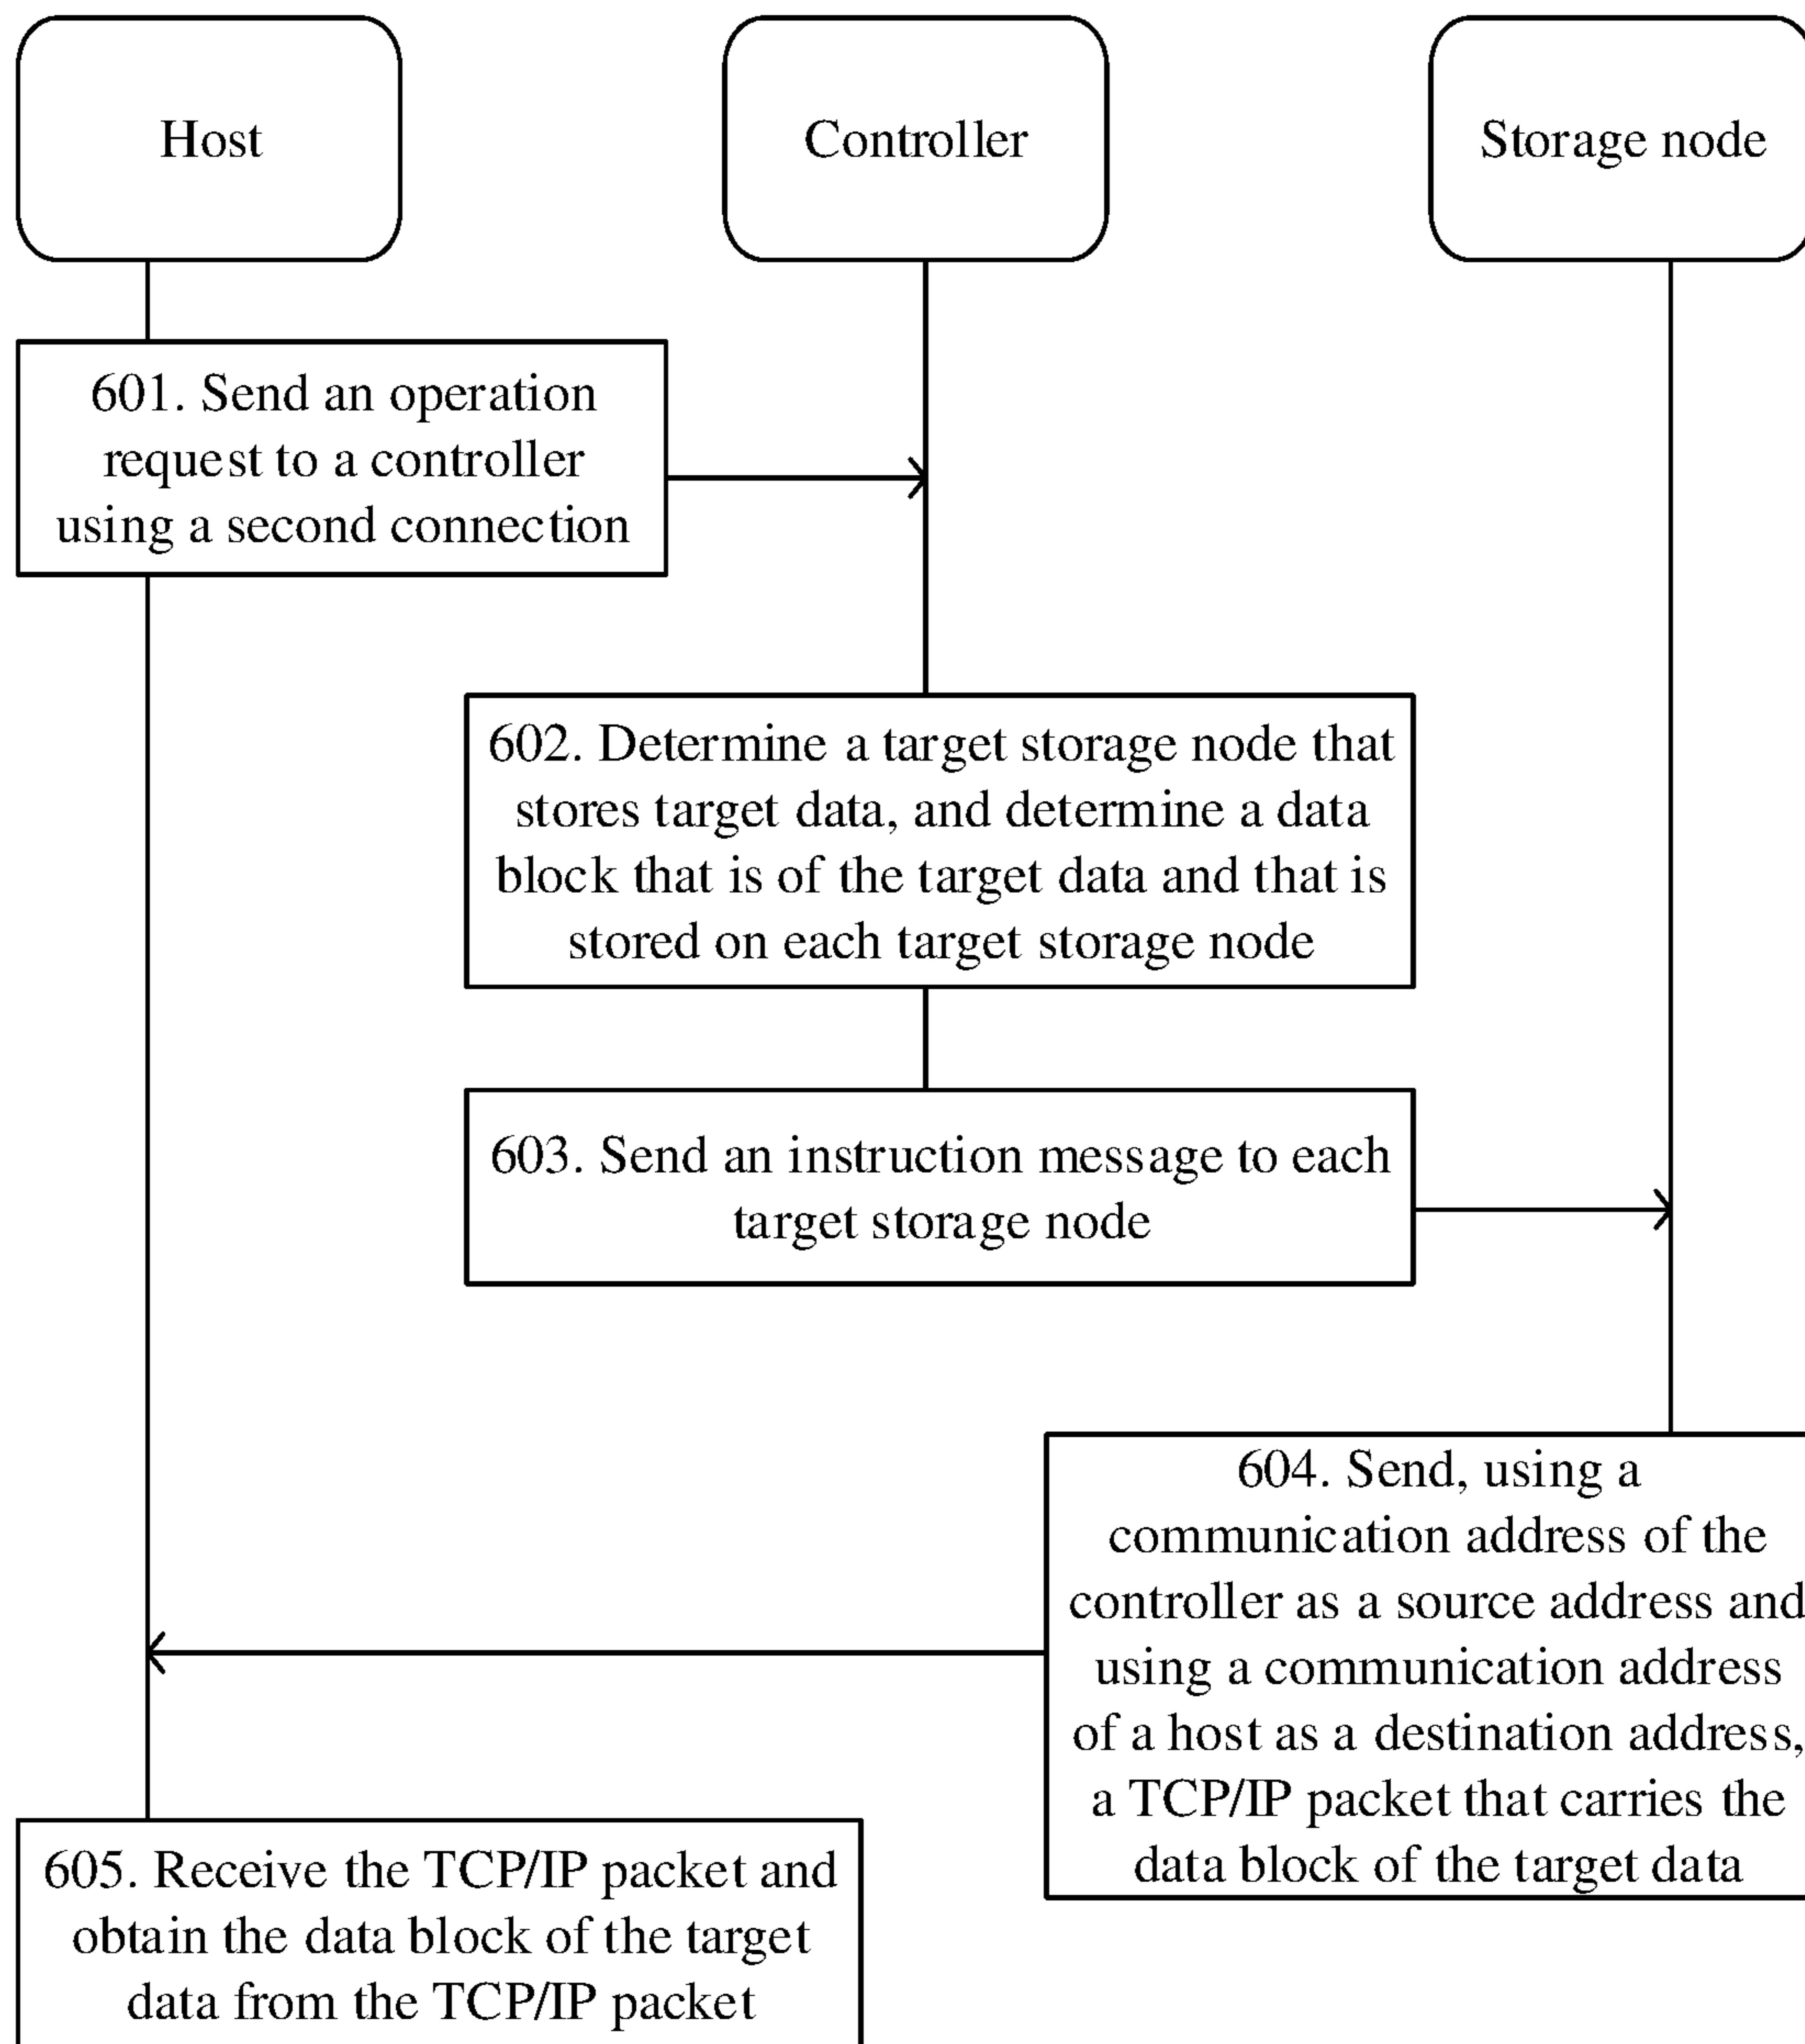 Host
Controller
Storage node
601. Send an operation
request to a controller
using a second connection
602. Determine a target storage node that
stores target data, and determine a data
block that is of the target data and that is
stored on each target storage node
603. Send an instruction message to each
target storage node
604. Send, using a
communication address of the
controller as a source address and
using a communication address
of a host as a destination address,
a TCP/IP packet that carries the
data block of the target data
605. Receive the TCP/IP packet and
obtain the data block of the target
data from the TCP/IP packet